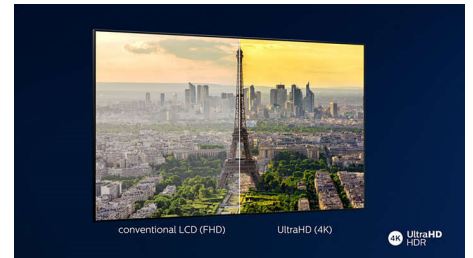 conventional LCD (FHD)
UltraHD (4K)
4K UltraHD
HDR